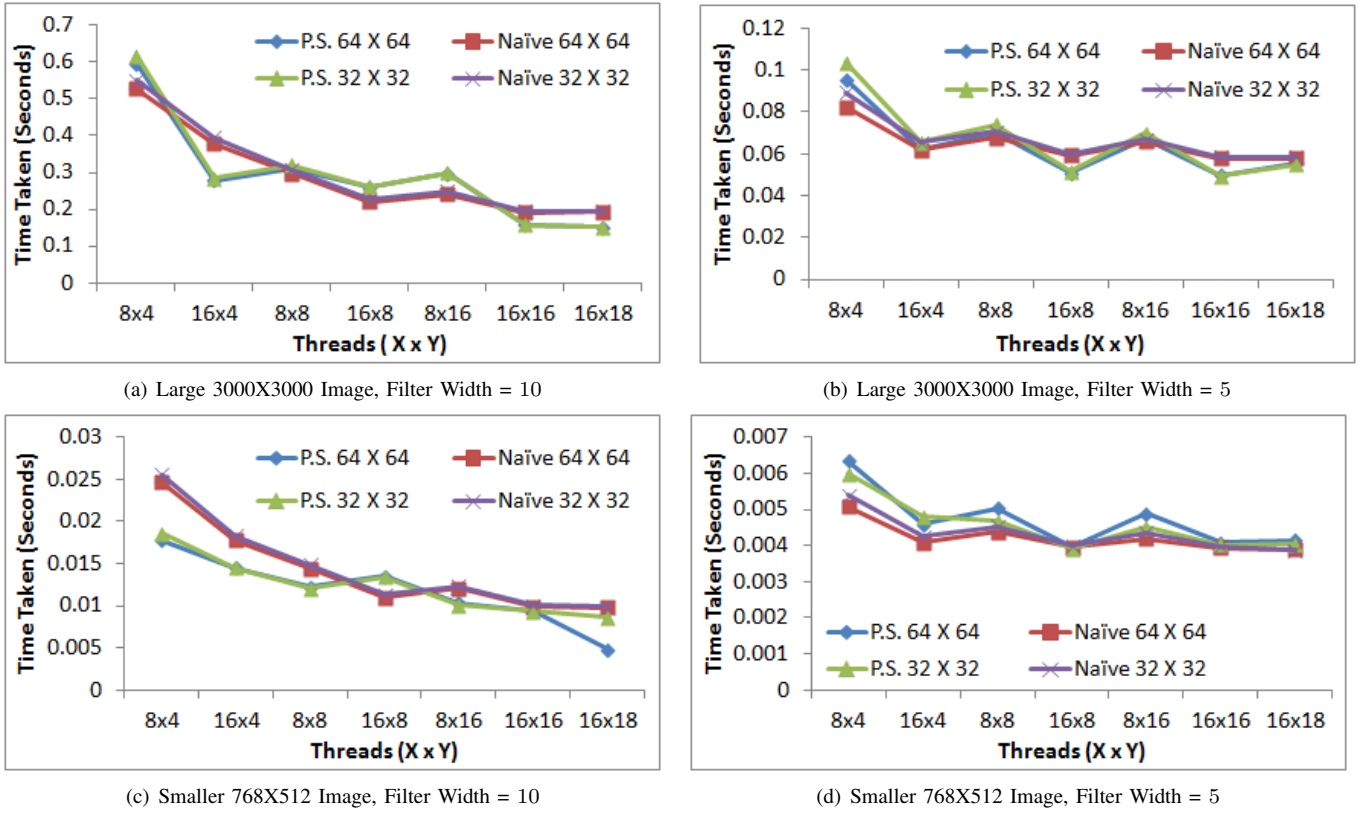 Time Taken (Seconds)
0.7
0.6
0.5
0.4
0.3
0.2
0.1
0
P.S. 64 X 64
Naïve 64 X 64
P.S. 32 X 32
Naïve 32 X 32
8x4 16x4 8x8 16x8 8x16 16x16 16x18
Threads ( X x Y)
(a) Large 3000X3000 Image, Filter Width = 10
Time Taken (Seconds)
0.12
0.1
0.08
0.06
0.04
0.02
0
P.S. 64 X 64
Naïve 64 X 64
P.S. 32 X 32
Naïve 32 X 32
8x4 16x4 8x8 16x8 8x16 16x16 16x18
Threads (X x Y)
(b) Large 3000X3000 Image, Filter Width = 5
Time Taken (Seconds)
0.03
0.025
0.02
0.015
0.01
0.005
0
P.S. 64 X 64
Naïve 64 X 64
P.S. 32 X 32
Naïve 32 X 32
8x4 16x4 8x8 16x8 8x16 16x16 16x18
Threads (X x Y)
(c) Smaller 768X512 Image, Filter Width = 10
Time Taken (Seconds)
0.007
0.006
0.005
0.004
0.003
0.002
0.001
0
P.S. 64 X 64
Naïve 64 X 64
P.S. 32 X 32
Naïve 32 X 32
8x4 16x4 8x8 16x8 8x16 16x16 16x18
Threads (X x Y)
(d) Smaller 768X512 Image, Filter Width = 5